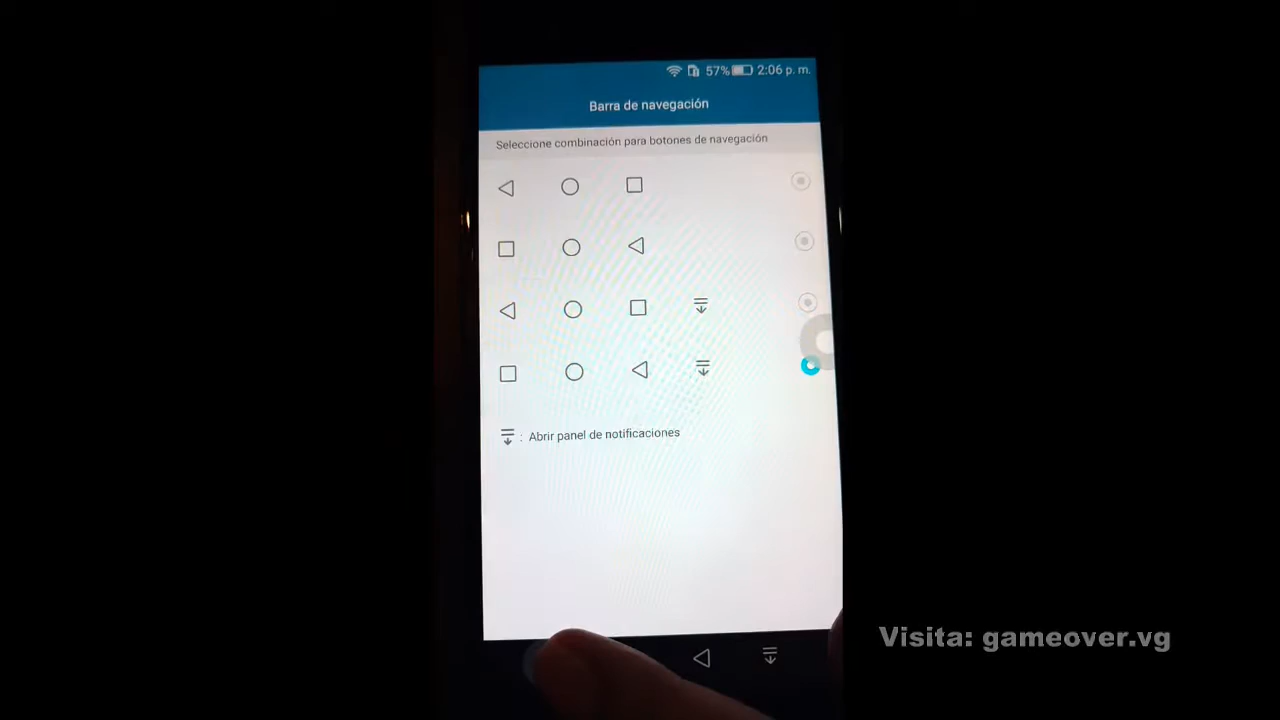 57% 2:06 p. m.
Barra de navegación
Seleccione combinación para botones de navegación
: Abrir panel de notificaciones
Visita: gameover.vg